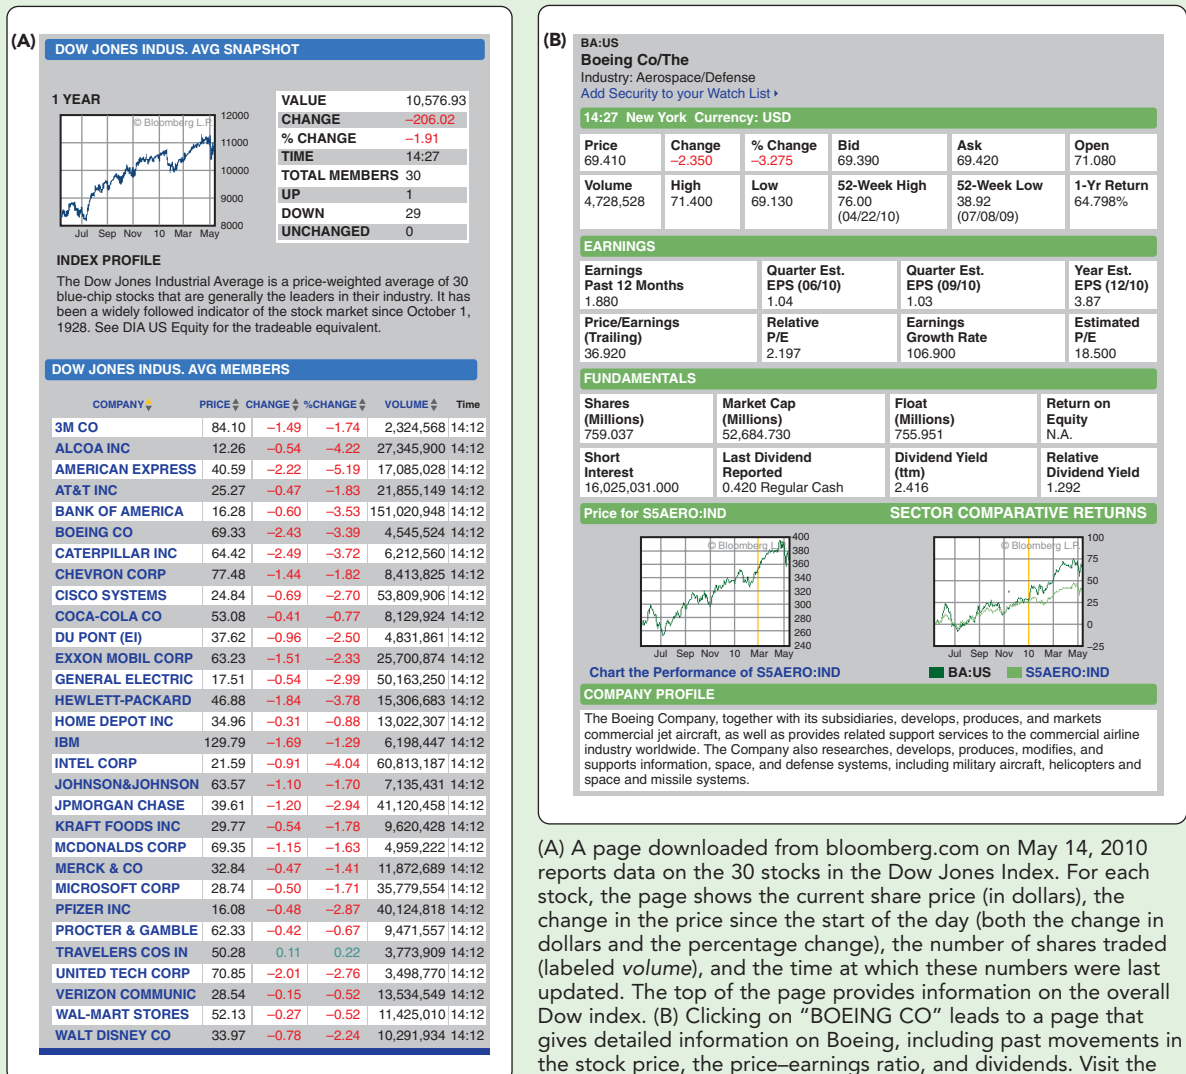 (A)
DOW JONES INDUS. AVG SNAPSHOT
1 YEAR
© Bloomberg L.P.
12000
11000
10000
9000
8000
Jul Sep Nov 10 Mar May
VALUE 10,576.93
CHANGE –206.02
% CHANGE –1.91
TIME 14:27
TOTAL MEMBERS 30
UP 1
DOWN 29
UNCHANGED 0
INDEX PROFILE
The Dow Jones Industrial Average is a price-weighted average of 30
blue-chip stocks that are generally the leaders in their industry. It has
been a widely followed indicator of the stock market since October 1,
1928. See DIA US Equity for the tradeable equivalent.
DOW JONES INDUS. AVG MEMBERS
COMPANY PRICE CHANGE %CHANGE VOLUME Time
3M CO 84.10 –1.49 –1.74 2,324,568 14:12
ALCOA INC 12.26 –0.54 –4.22 27,345,900 14:12
AMERICAN EXPRESS 40.59 –2.22 –5.19 17,085,028 14:12
AT&T INC 25.27 –0.47 –1.83 21,855,149 14:12
BANK OF AMERICA 16.28 –0.60 –3.53 151,020,948 14:12
BOEING CO 69.33 –2.43 –3.39 4,545,524 14:12
CATERPILLAR INC 64.42 –2.49 –3.72 6,212,560 14:12
CHEVRON CORP 77.48 –1.44 –1.82 8,413,825 14:12
CISCO SYSTEMS 24.84 –0.69 –2.70 53,809,906 14:12
COCA-COLA CO 53.08 –0.41 –0.77 8,129,924 14:12
DU PONT (EI) 37.62 –0.96 –2.50 4,831,861 14:12
EXXON MOBIL CORP 63.23 –1.51 –2.33 25,700,874 14:12
GENERAL ELECTRIC 17.51 –0.54 –2.99 50,163,250 14:12
HEWLETT-PACKARD 46.88 –1.84 –3.78 15,306,683 14:12
HOME DEPOT INC 34.96 –0.31 –0.88 13,022,307 14:12
IBM 129.79 –1.69 –1.29 6,198,447 14:12
INTEL CORP 21.59 –0.91 –4.04 60,813,187 14:12
JOHNSON&JOHNSON 63.57 –1.10 –1.70 7,135,431 14:12
JPMORGAN CHASE 39.61 –1.20 –2.94 41,120,458 14:12
KRAFT FOODS INC 29.77 –0.54 –1.78 9,620,428 14:12
MCDONALDS CORP 69.35 –1.15 –1.63 4,959,222 14:12
MERCK & CO 32.84 –0.47 –1.41 11,872,689 14:12
MICROSOFT CORP 28.74 –0.50 –1.71 35,779,554 14:12
PFIZER INC 16.08 –0.48 –2.87 40,124,818 14:12
PROCTER & GAMBLE 62.33 –0.42 –0.67 9,471,557 14:12
TRAVELERS COS IN 50.28 0.11 0.22 3,773,909 14:12
UNITED TECH CORP 70.85 –2.01 –2.76 3,498,770 14:12
VERIZON COMMUNIC 28.54 –0.15 –0.52 13,534,549 14:12
WAL-MART STORES 52.13 –0.27 –0.52 11,425,010 14:12
WALT DISNEY CO 33.97 –0.78 –2.24 10,291,934 14:12
(B)
BA:US
Boeing Co/The
Industry: Aerospace/Defense
Add Security to your Watch List
14:27 New York Currency: USD
Price Change % Change Bid Ask Open
69.410 –2.350 –3.275 69.390 69.420 71.080
Volume High Low 52-Week High 52-Week Low 1-Yr Return
4,728,528 71.400 69.130 76.00 38.92 64.798%
(04/22/10) (07/08/09)
EARNINGS
Earnings Quarter Est. Quarter Est. Year Est.
Past 12 Months EPS (06/10) EPS (09/10) EPS (12/10)
1.880 1.04 1.03 3.87
Price/Earnings Relative Earnings Estimated
(Trailing) P/E Growth Rate P/E
36.920 2.197 106.900 18.500
FUNDAMENTALS
Shares Market Cap Float Return on
(Millions) (Millions) (Millions) Equity
759.037 52,684.730 755.951 N.A.
Short Last Dividend Dividend Yield Relative
Interest Reported (ttm) Dividend Yield
16,025,031.000 0.420 Regular Cash 2.416 1.292
Price for S5AERO:IND SECTOR COMPARATIVE RETURNS
© Bloomberg L.P.
400
380
360
340
320
300
280
260
240
Jul Sep Nov 10 Mar May
Chart the Performance of S5AERO:IND
© Bloomberg L.P.
100
75
50
25
0
–25
Jul Sep Nov 10 Mar May
BA:US S5AERO:IND
COMPANY PROFILE
The Boeing Company, together with its subsidiaries, develops, produces, and markets
commercial jet aircraft, as well as provides related support services to the commercial airline
industry worldwide. The Company also researches, develops, produces, modifies, and
supports information, space, and defense systems, including military aircraft, helicopters and
space and missile systems.
(A) A page downloaded from bloomberg.com on May 14, 2010
reports data on the 30 stocks in the Dow Jones Index. For each
stock, the page shows the current share price (in dollars), the
change in the price since the start of the day (both the change in
dollars and the percentage change), the number of shares traded
(labeled volume), and the time at which these numbers were last
updated. The top of the page provides information on the overall
Dow index. (B) Clicking on “BOEING CO” leads to a page that
gives detailed information on Boeing, including past movements in
the stock price, the price–earnings ratio, and dividends. Visit the